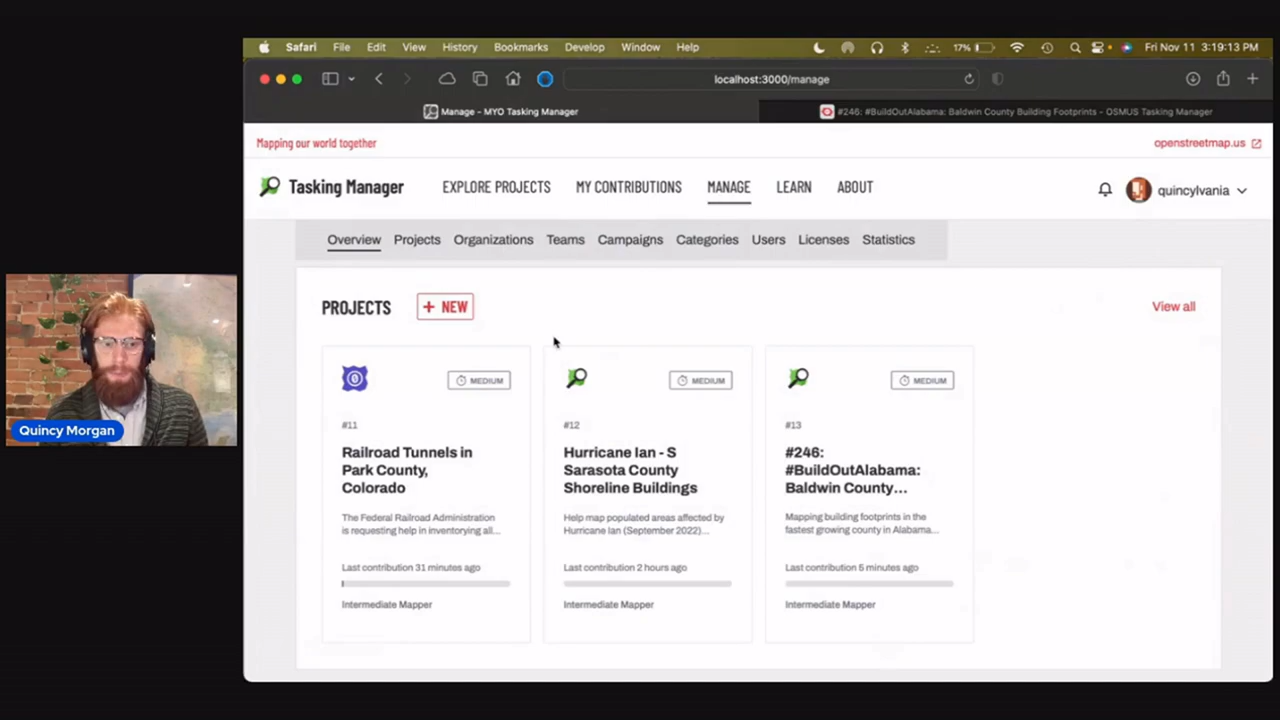 Safari File Edit View History Bookmarks Develop Window Help 17% Fri Nov 11 3:19:13 PM
localhost:3000/manage
Manage - MYO Tasking Manager #246: #BuildOutAlabama: Baldwin County Building Footprints - OSMUS Tasking Manager
Mapping our world together openstreetmap.us
Tasking Manager EXPLORE PROJECTS MY CONTRIBUTIONS MANAGE LEARN ABOUT quincylvania
Overview Projects Organizations Teams Campaigns Categories Users Licenses Statistics
PROJECTS + NEW View all
MEDIUM
#11
Railroad Tunnels in
Park County,
Colorado
The Federal Railroad Administration
is requesting help in inventorying all...
Last contribution 31 minutes ago
Intermediate Mapper
MEDIUM
#12
Hurricane Ian - S
Sarasota County
Shoreline Buildings
Help map populated areas affected by
Hurricane Ian (September 2022)...
Last contribution 2 hours ago
Intermediate Mapper
MEDIUM
#13
#246:
#BuildOutAlabama:
Baldwin County...
Mapping building footprints in the
fastest growing county in Alabama...
Last contribution 5 minutes ago
Intermediate Mapper
Quincy Morgan